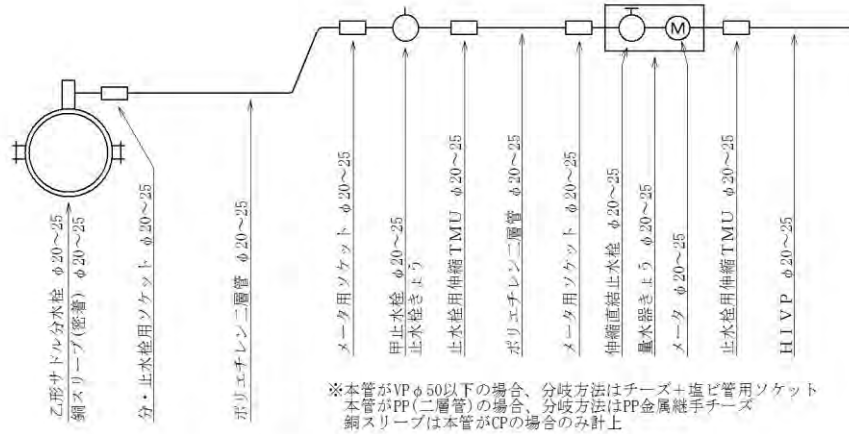 乙形サドル分水栓 φ20～25
銅スリーブ(密着) φ20～25
分・止水栓用ソケット φ20～25
ポリエチレン二層管 φ20～25
メータ用ソケット φ20～25
甲止水栓 φ20～25
止水栓きょう
止水栓用伸縮TMU φ20～25
ポリエチレン二層管 φ20～25
メータ用ソケット φ20～25
伸縮直結止水栓 φ20～25
量水器きょう φ20～25
メータ φ20～25
M
止水栓用伸縮TMU φ20～25
HIVP φ20～25
※本管がVPφ50以下の場合、分岐方法はチーズ+塩ビ管用ソケット
本管がPP(二層管)の場合、分岐方法はPP金属継手チーズ
銅スリーブは本管がCPの場合のみ計上